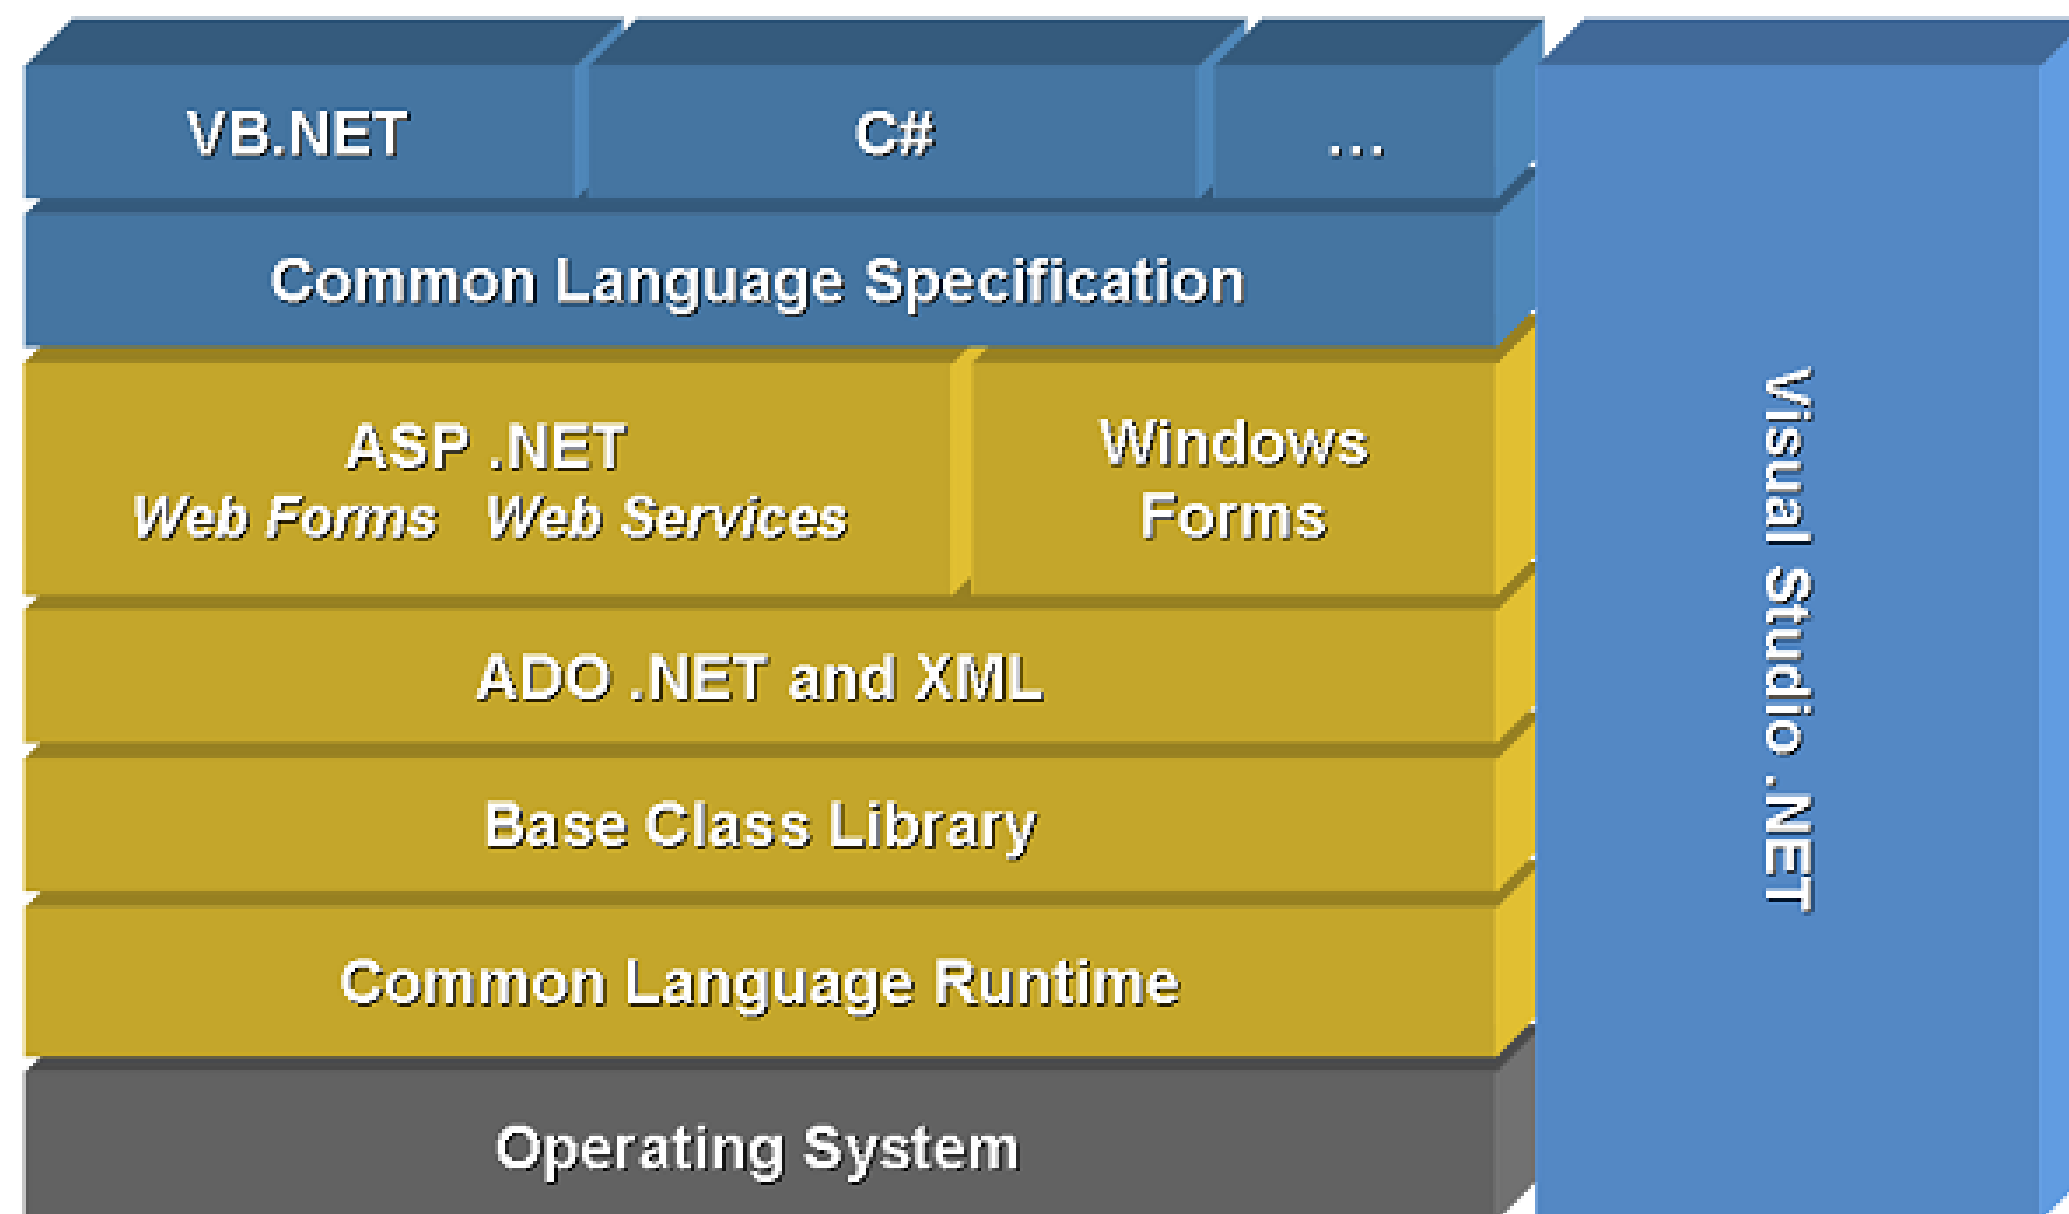 VB.NET
C#
...
Common Language Specification
ASP .NET
Web Forms Web Services
Windows
Forms
ADO .NET and XML
Base Class Library
Common Language Runtime
Operating System
Visual Studio .NET